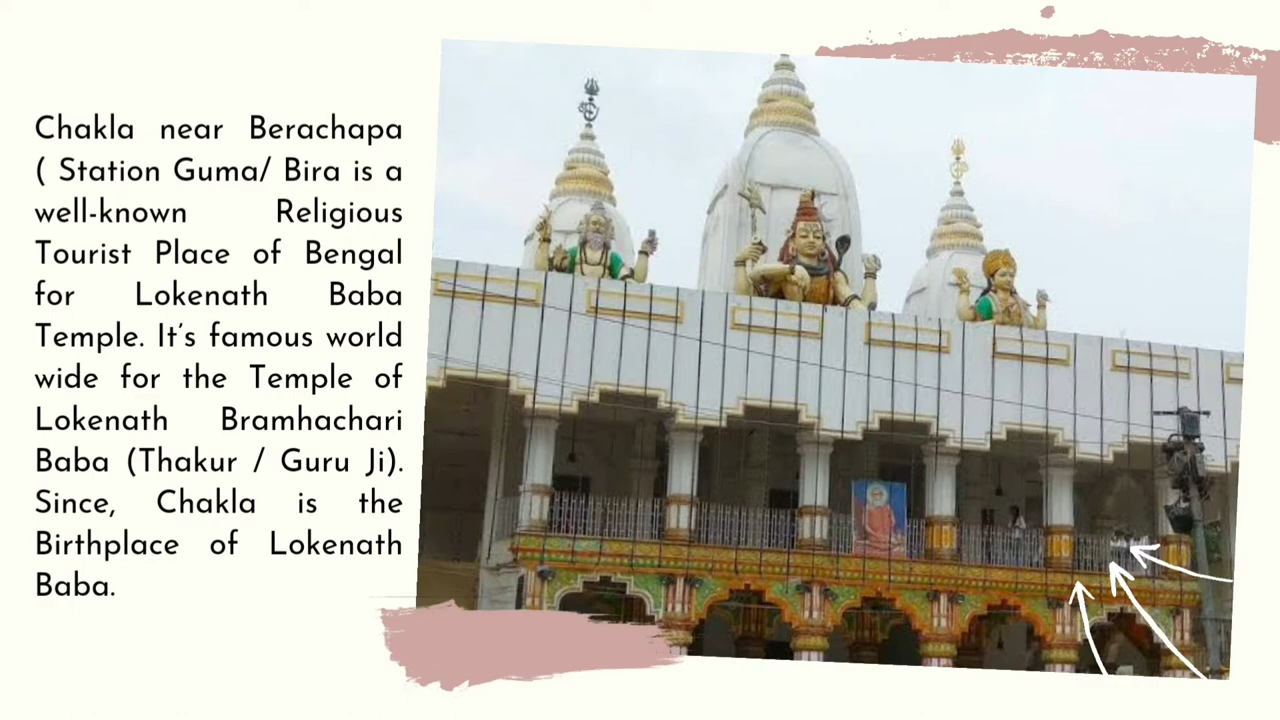 Chakla near Berachapa
( Station Guma/ Bira is a
well-known Religious
Tourist Place of Bengal
for Lokenath Baba
Temple. It's famous world
wide for the Temple of
Lokenath Bramhachari
Baba (Thakur / Guru Ji).
Since, Chakla is the
Birthplace of Lokenath
Baba.